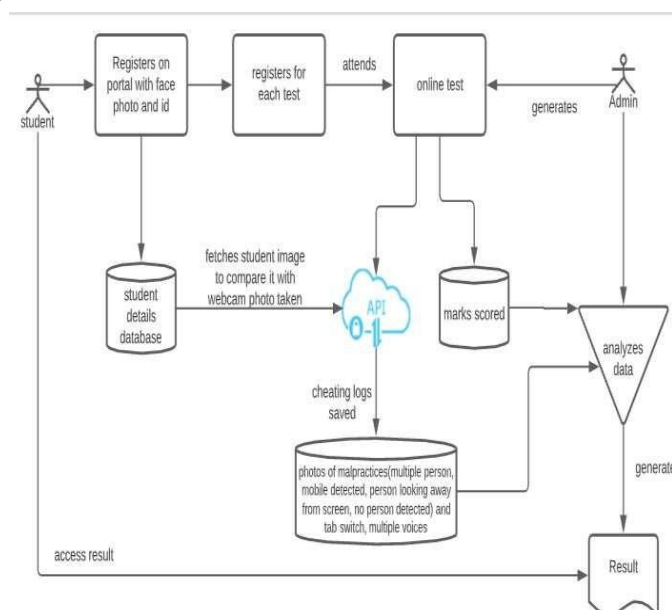 Registers on
portal with face
photo and id
registers for
each test
attends
online test
generates
Admin
student
fetches student image
to compare it with
webcam photo taken
student
details
database
API
marks scored
analyzes
data
cheating logs
saved
photos of malpractices(multiple person,
mobile detected, person looking away
from screen, no person detected) and
tab switch, multiple voices
generate
access result
Result